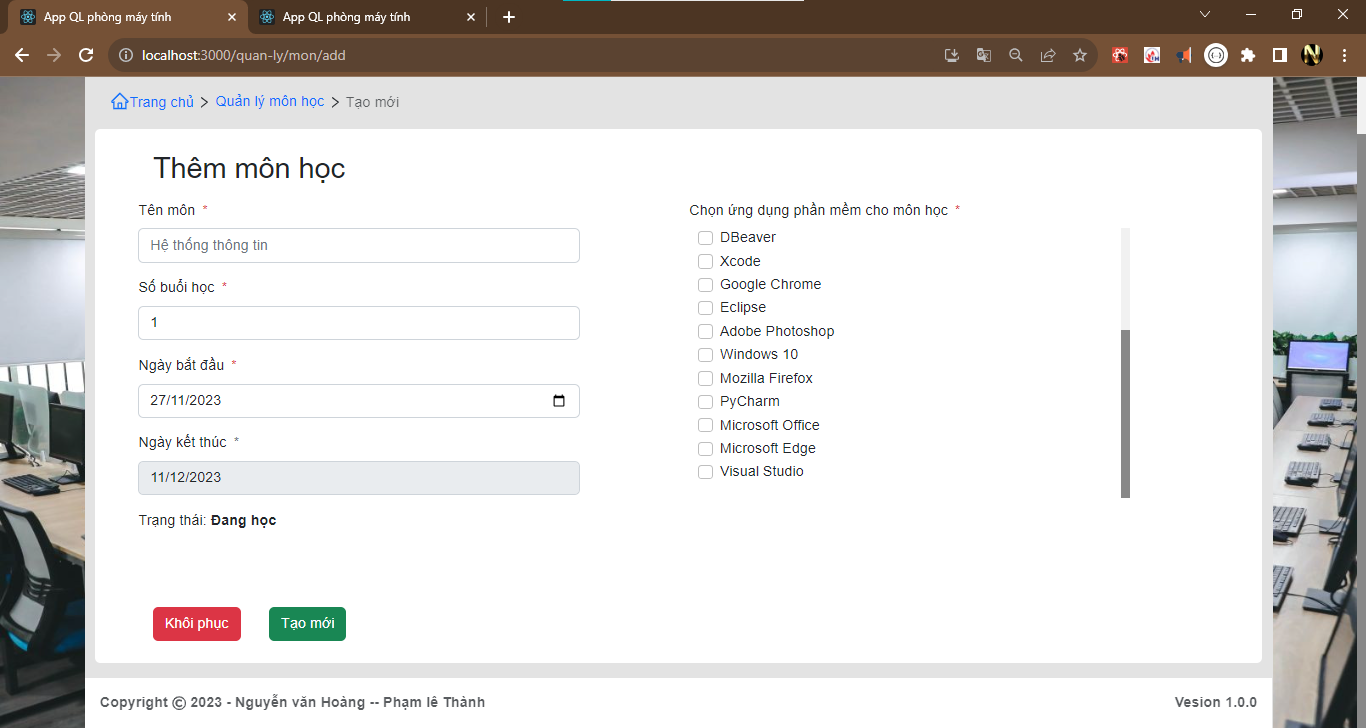 App QL phòng máy tính
App QL phòng máy tính
localhost:3000/quan-ly/mon/add
Trang chủ > Quản lý môn học > Tạo mới
Thêm môn học
Tên môn *
Hệ thống thông tin
Số buổi học *
1
Ngày bắt đầu *
27/11/2023
Ngày kết thúc *
11/12/2023
Trạng thái: Đang học
Chọn ứng dụng phần mềm cho môn học *
DBeaver
Xcode
Google Chrome
Eclipse
Adobe Photoshop
Windows 10
Mozilla Firefox
PyCharm
Microsoft Office
Microsoft Edge
Visual Studio
Khôi phục
Tạo mới
Copyright © 2023 - Nguyễn văn Hoàng -- Phạm lê Thành
Vesion 1.0.0